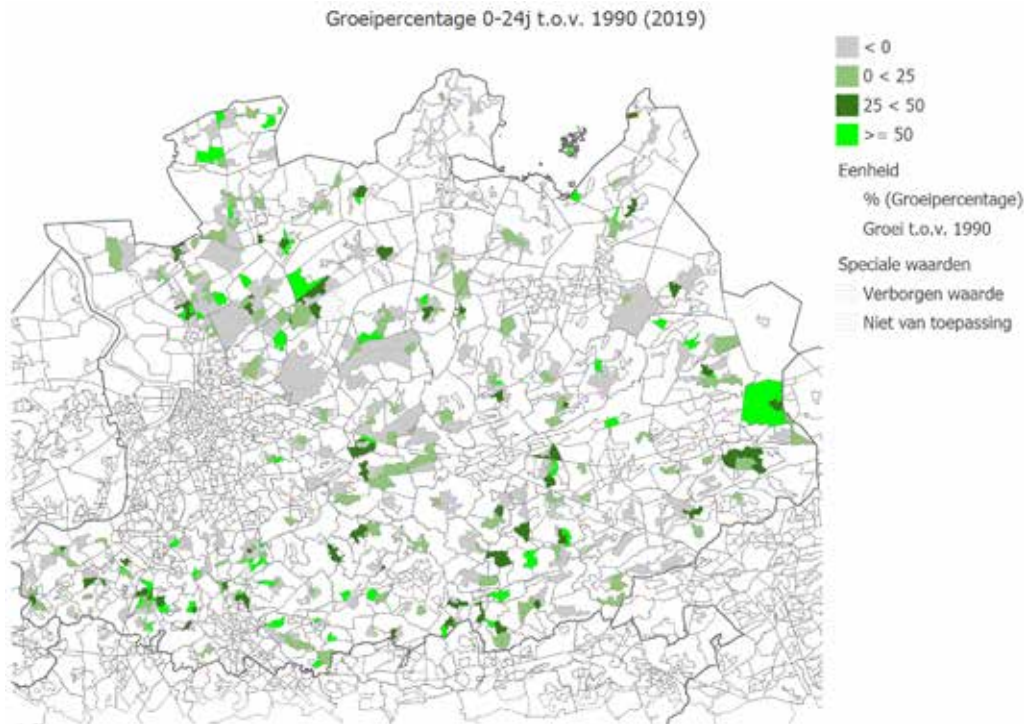 Groeipercentage 0-24j t.o.v. 1990 (2019)
< 0
0 < 25
25 < 50
>= 50
Eenheid
% (Groeipercentage)
Groei t.o.v. 1990
Speciale waarden
Verborgen waarde
Niet van toepassing